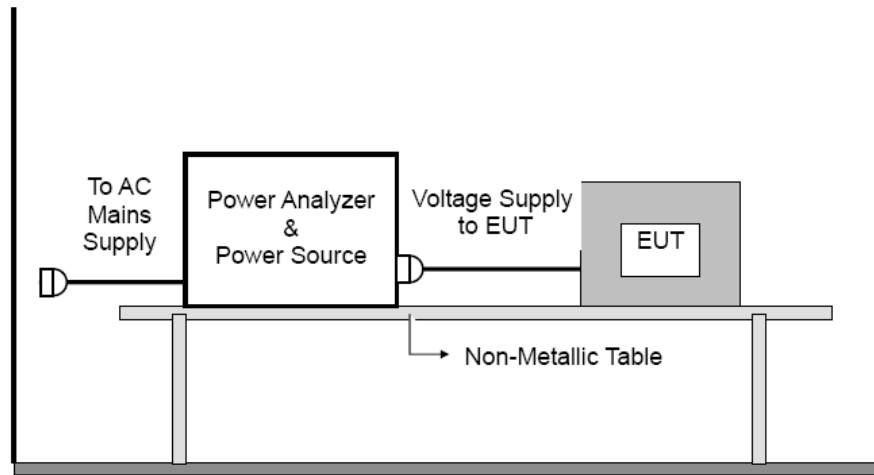 To AC
Mains
Supply
Power Analyzer
&
Power Source
Voltage Supply
to EUT
EUT
Non-Metallic Table